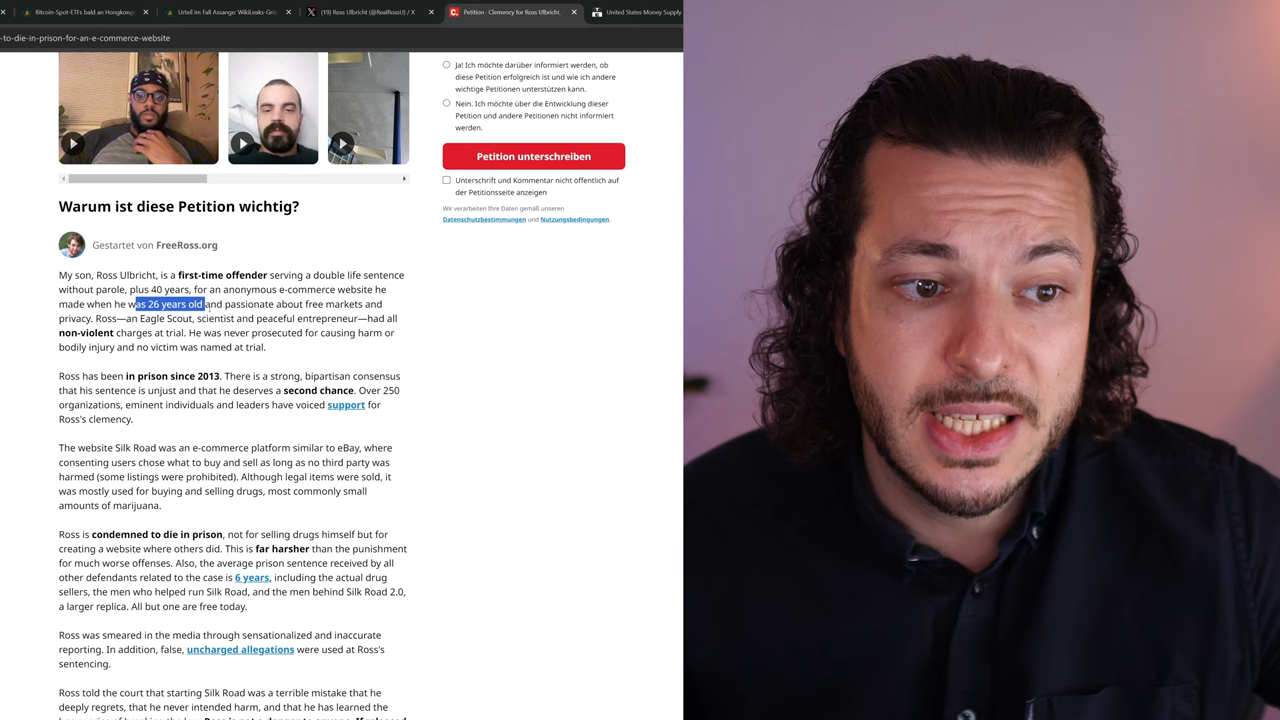 Bitcoin-Spot-ETFs bald an Hongkong
Urteil im Fall Assange: WikiLeaks-Grü
(19) Ross Ulbricht (@RealRossU) / X
Petition · Clemency for Ross Ulbricht,
United States Money Supply
-to-die-in-prison-for-an-e-commerce-website
Ja! Ich möchte darüber informiert werden, ob
diese Petition erfolgreich ist und wie ich andere
wichtige Petitionen unterstützen kann.
Nein. Ich möchte über die Entwicklung dieser
Petition und andere Petitionen nicht informiert
werden.
Petition unterschreiben
Unterschrift und Kommentar nicht öffentlich auf
der Petitionsseite anzeigen
Wir verarbeiten Ihre Daten gemäß unseren
Datenschutzbestimmungen und Nutzungsbedingungen.
Warum ist diese Petition wichtig?
Gestartet von FreeRoss.org
My son, Ross Ulbricht, is a first-time offender serving a double life sentence
without parole, plus 40 years, for an anonymous e-commerce website he
made when he was 26 years old and passionate about free markets and
privacy. Ross—an Eagle Scout, scientist and peaceful entrepreneur—had all
non-violent charges at trial. He was never prosecuted for causing harm or
bodily injury and no victim was named at trial.
Ross has been in prison since 2013. There is a strong, bipartisan consensus
that his sentence is unjust and that he deserves a second chance. Over 250
organizations, eminent individuals and leaders have voiced support for
Ross's clemency.
The website Silk Road was an e-commerce platform similar to eBay, where
consenting users chose what to buy and sell as long as no third party was
harmed (some listings were prohibited). Although legal items were sold, it
was mostly used for buying and selling drugs, most commonly small
amounts of marijuana.
Ross is condemned to die in prison, not for selling drugs himself but for
creating a website where others did. This is far harsher than the punishment
for much worse offenses. Also, the average prison sentence received by all
other defendants related to the case is 6 years, including the actual drug
sellers, the men who helped run Silk Road, and the men behind Silk Road 2.0,
a larger replica. All but one are free today.
Ross was smeared in the media through sensationalized and inaccurate
reporting. In addition, false, uncharged allegations were used at Ross's
sentencing.
Ross told the court that starting Silk Road was a terrible mistake that he
deeply regrets, that he never intended harm, and that he has learned the